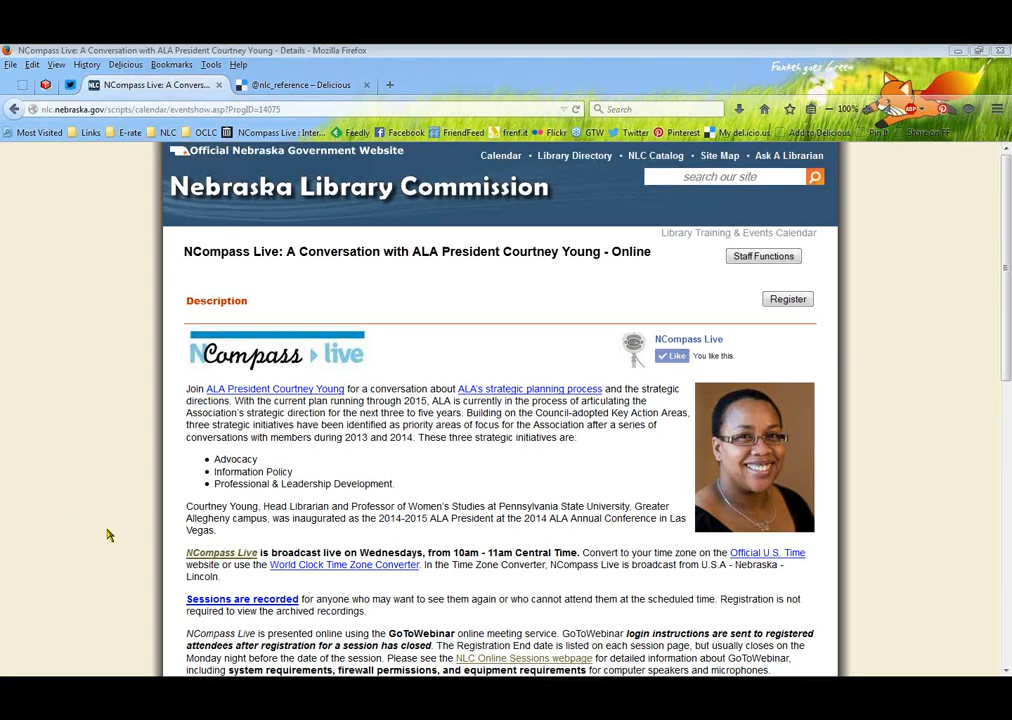 NCompass Live: A Conversation with ALA President Courtney Young - Details - Mozilla Firefox
File Edit View History Delicious Bookmarks Tools Help
Firefox goes Green
NCompass Live: A Convers... × @nlc_reference – Delicious × +
nlc.nebraska.gov/scripts/calendar/eventshow.asp?ProgID=14075 Search 100% ABP
Most Visited Links E-rate NLC OCLC NCompass Live : Inter... Feedly Facebook FriendFeed frenf.it Flickr GTW Twitter Pinterest My del.icio.us Add to Delicious Pin It Share on FF
Official Nebraska Government Website
Calendar • Library Directory • NLC Catalog • Site Map • Ask A Librarian
Nebraska Library Commission
search our site
Library Training & Events Calendar
NCompass Live: A Conversation with ALA President Courtney Young - Online
Staff Functions
Description
Register
NCompass live
NCompass Live
Like You like this.
Join ALA President Courtney Young for a conversation about ALA's strategic planning process and the strategic
directions. With the current plan running through 2015, ALA is currently in the process of articulating the
Association's strategic direction for the next three to five years. Building on the Council-adopted Key Action Areas,
three strategic initiatives have been identified as priority areas of focus for the Association after a series of
conversations with members during 2013 and 2014. These three strategic initiatives are:
• Advocacy
• Information Policy
• Professional & Leadership Development.
Courtney Young, Head Librarian and Professor of Women's Studies at Pennsylvania State University, Greater
Allegheny campus, was inaugurated as the 2014-2015 ALA President at the 2014 ALA Annual Conference in Las
Vegas.
NCompass Live is broadcast live on Wednesdays, from 10am - 11am Central Time. Convert to your time zone on the Official U.S. Time
website or use the World Clock Time Zone Converter. In the Time Zone Converter, NCompass Live is broadcast from U.S.A - Nebraska -
Lincoln.
Sessions are recorded for anyone who may want to see them again or who cannot attend them at the scheduled time. Registration is not
required to view the archived recordings.
NCompass Live is presented online using the GoToWebinar online meeting service. GoToWebinar login instructions are sent to registered
attendees after registration for a session has closed. The Registration End date is listed on each session page, but usually closes on the
Monday night before the date of the session. Please see the NLC Online Sessions webpage for detailed information about GoToWebinar,
including system requirements, firewall permissions, and equipment requirements for computer speakers and microphones.